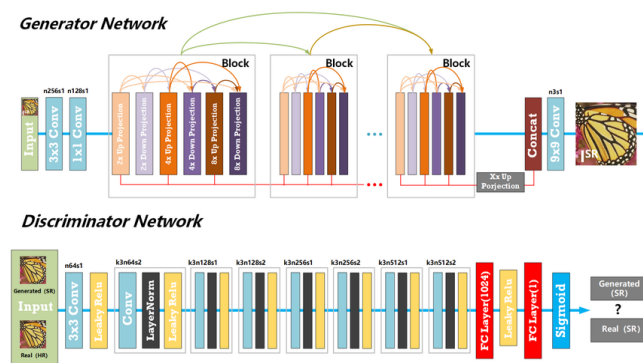 Generator Network
Block
Block
Block
n256s1
n128s1
n3s1
Input
3x3 Conv
1x1 Conv
2x Up Projection
2x Down Projection
4x Up Projection
4x Down Projection
8x Up Projection
8x Down Projection
Concat
9x9 Conv
ISR
Xx Up
Porjection
Discriminator Network
n64s1
k3n64s2
k3n128s1
k3n128s2
k3n256s1
k3n256s2
k3n512s1
k3n512s2
Generated (SR)
Input
Real (HR)
3x3 Conv
Leaky Relu
Conv
LayerNorm
Leaky Relu
FC Layer(1024)
Leaky Relu
FC Layer(1)
Sigmoid
Generated
(SR)
?
Real (SR)